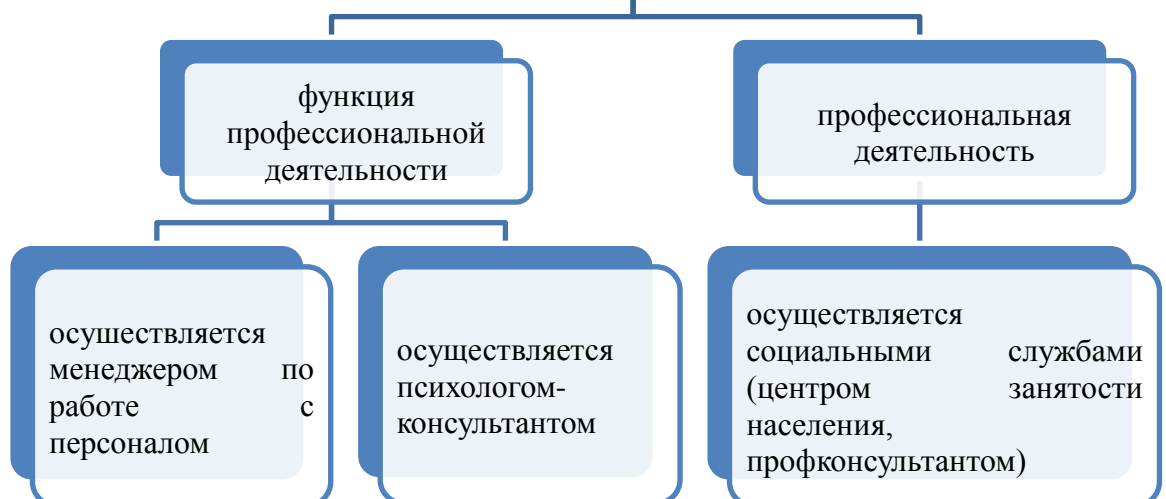 функция
профессиональной
деятельности
профессиональная
деятельность
осушествляется
менеджером по
работе с
персоналом
осуществляется
психологом-
консультантом
осуществляется
социальными службами
(центром занятости
населения,
профконсультантом)